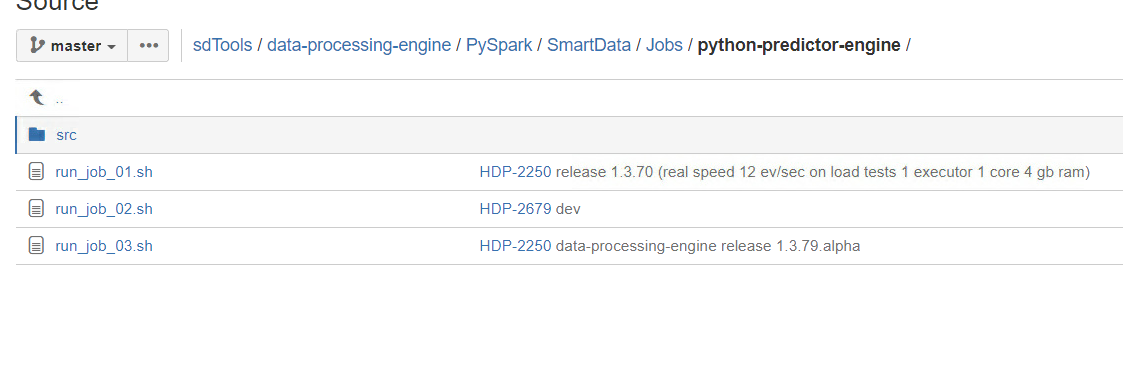 Source
master ••• sdTools / data-processing-engine / PySpark / SmartData / Jobs / python-predictor-engine /
..
src
run_job_01.sh HDP-2250 release 1.3.70 (real speed 12 ev/sec on load tests 1 executor 1 core 4 gb ram)
run_job_02.sh HDP-2679 dev
run_job_03.sh HDP-2250 data-processing-engine release 1.3.79.alpha